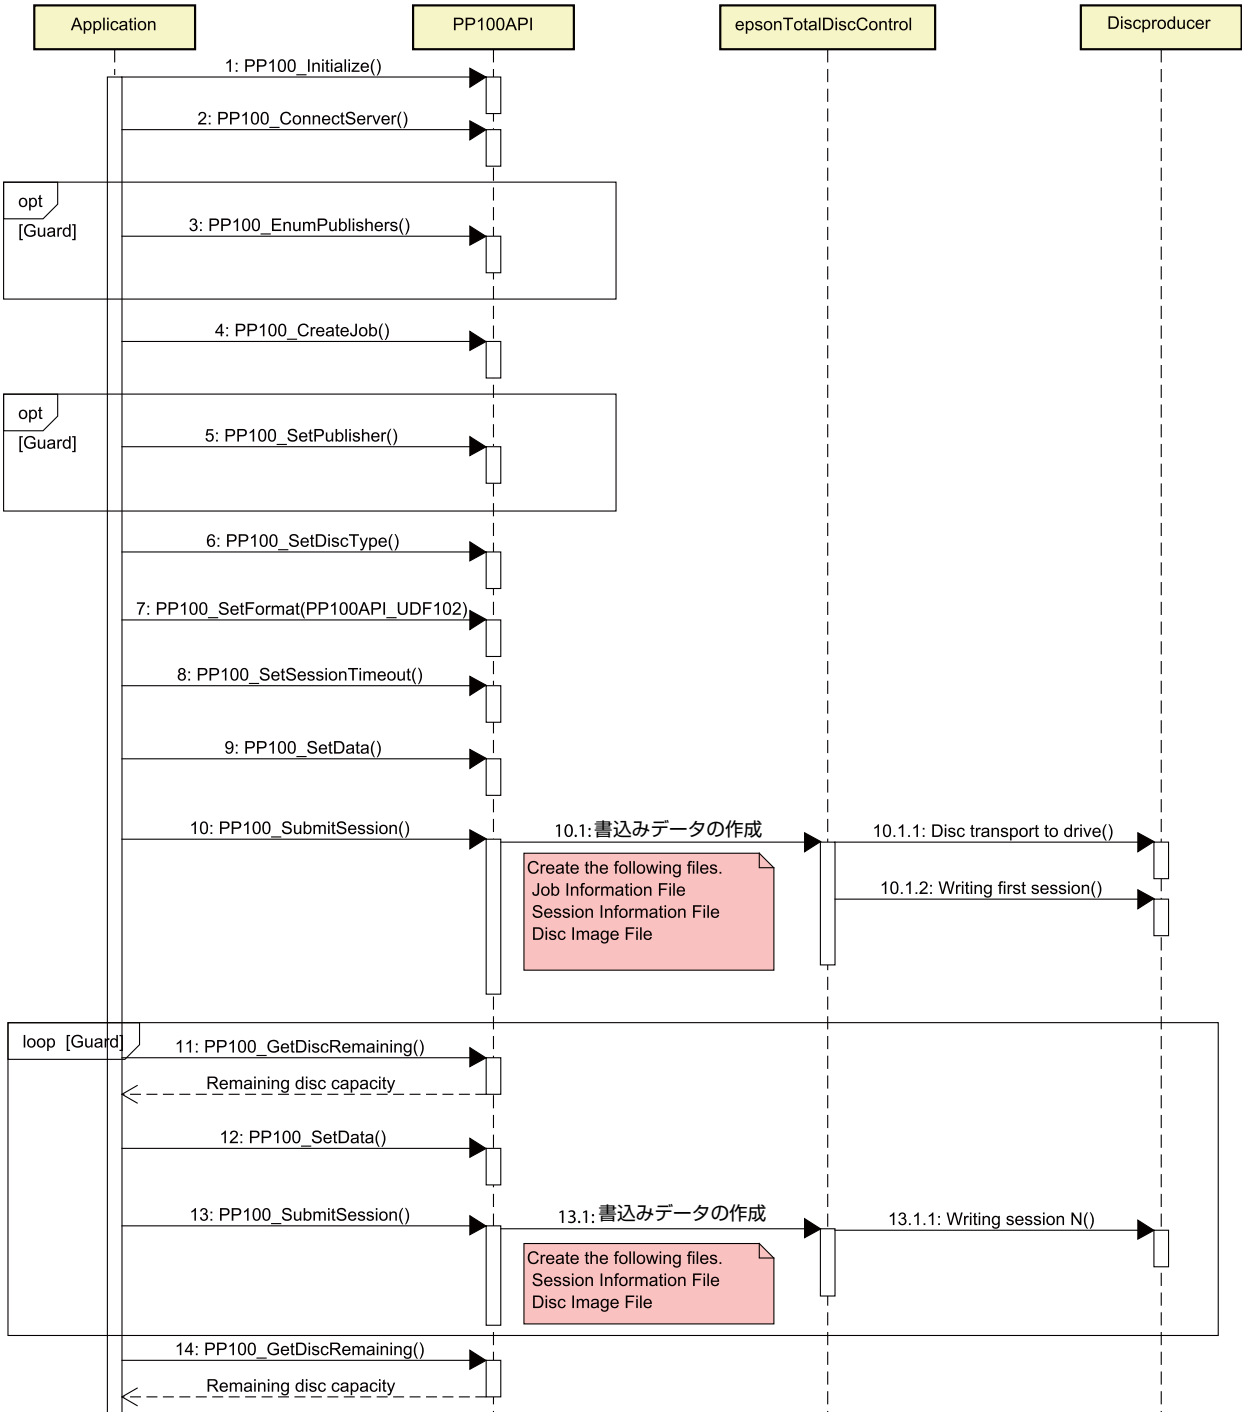 Application
PP100API
epsonTotalDiscControl
Discproducer
1: PP100_Initialize()
2: PP100_ConnectServer()
opt
[Guard]
3: PP100_EnumPublishers()
4: PP100_CreateJob()
opt
[Guard]
5: PP100_SetPublisher()
6: PP100_SetDiscType()
7: PP100_SetFormat(PP100API_UDF102)
8: PP100_SetSessionTimeout()
9: PP100_SetData()
10: PP100_SubmitSession()
10.1:書込みデータの作成
10.1.1: Disc transport to drive()
Create the following files.
Job Information File
Session Information File
Disc Image File
10.1.2: Writing first session()
loop [Guard]
11: PP100_GetDiscRemaining()
Remaining disc capacity
12: PP100_SetData()
13: PP100_SubmitSession()
13.1:書込みデータの作成
13.1.1: Writing session N()
Create the following files.
Session Information File
Disc Image File
14: PP100_GetDiscRemaining()
Remaining disc capacity